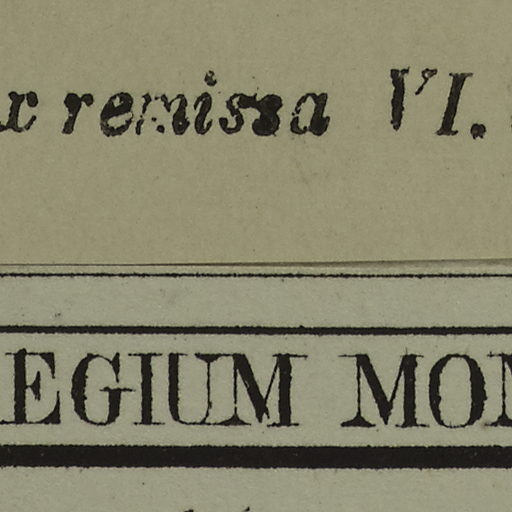 x remissa VI.
EGIUM MON